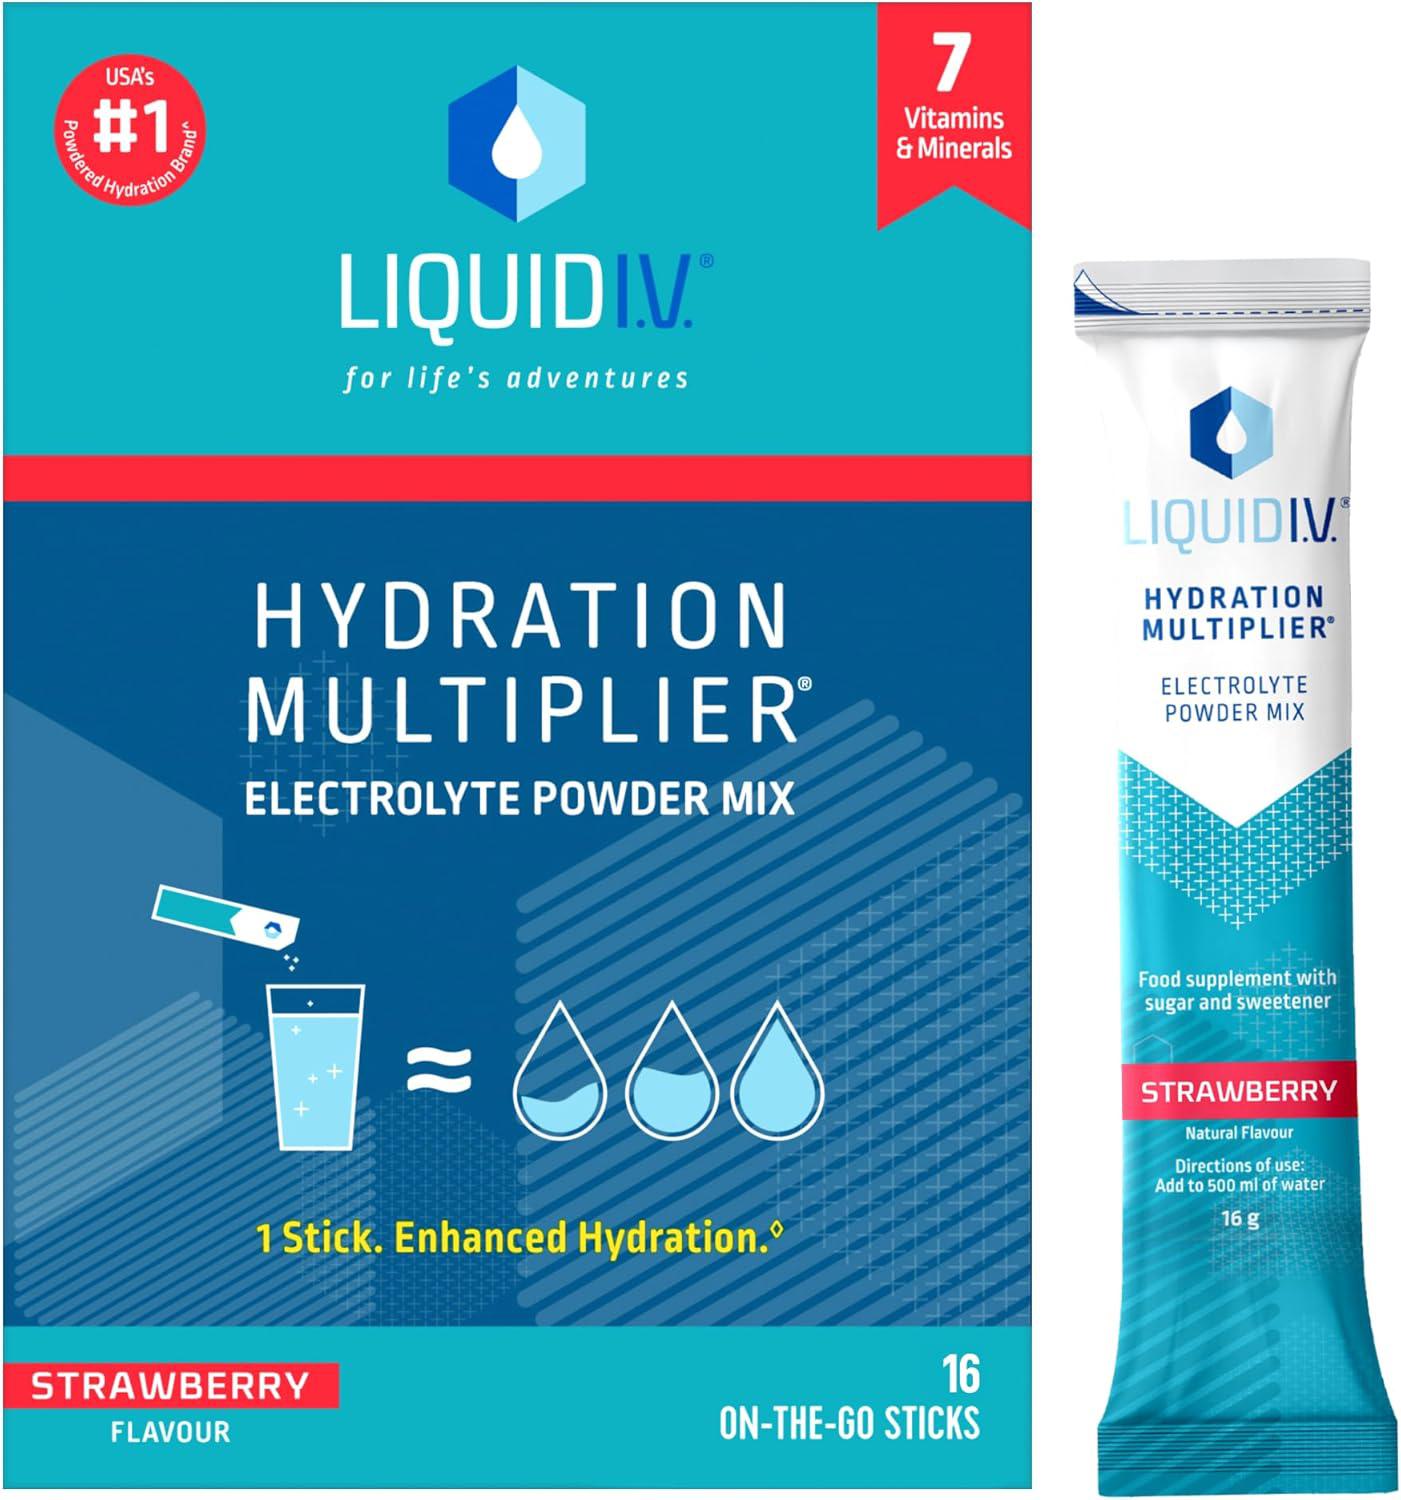 USA's
#1
Powdered Hydration Brand^
7
Vitamins
& Minerals
LIQUID I.V.®
for life's adventures
HYDRATION
MULTIPLIER®
ELECTROLYTE POWDER MIX
≈
1 Stick. Enhanced Hydration.◊
STRAWBERRY
FLAVOUR
16
ON-THE-GO STICKS
LIQUID I.V.®
HYDRATION
MULTIPLIER®
ELECTROLYTE
POWDER MIX
Food supplement with
sugar and sweetener
STRAWBERRY
Natural Flavour
Directions of use:
Add to 500 ml of water
16 g